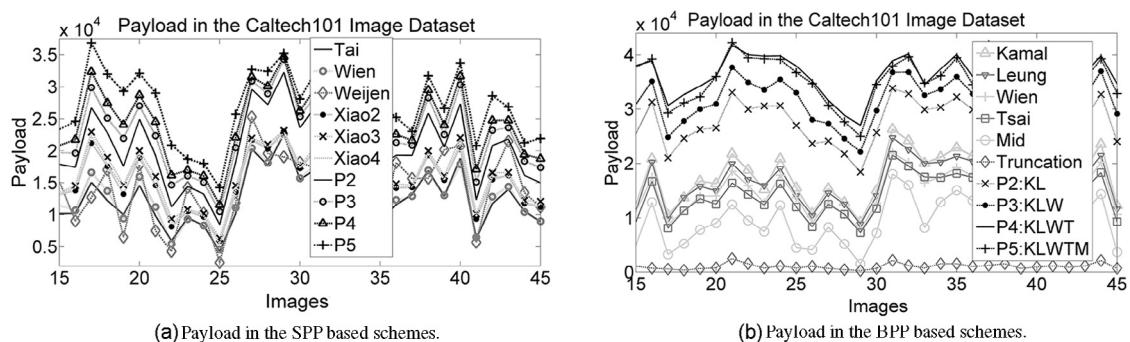 Payload in the Caltech101 Image Dataset
x 10⁴
3.5
3
2.5
2
1.5
1
0.5
Payload
15 20 25 30 35 40 45
Images
Tai
Wien
Weijen
Xiao2
Xiao3
Xiao4
P2
P3
P4
P5
(a) Payload in the SPP based schemes.
Payload in the Caltech101 Image Dataset
x 10⁴
4
3
2
1
0
Payload
15 20 25 30 35 40 45
Images
Kamal
Leung
Wien
Tsai
Mid
Truncation
P2:KL
P3:KLW
P4:KLWT
P5:KLWTM
(b) Payload in the BPP based schemes.